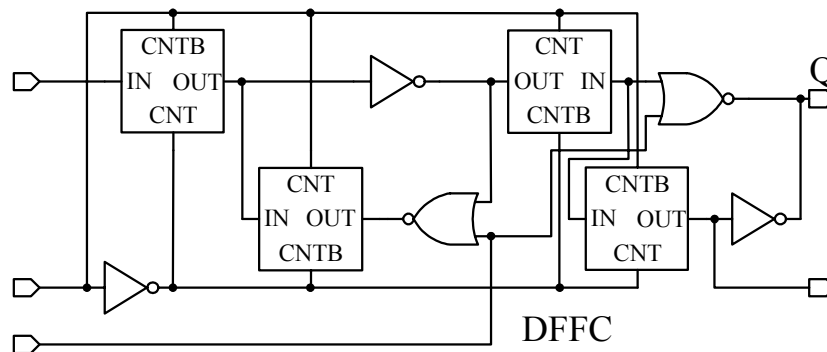 CNTB
IN OUT
CNT
CNT
OUT IN
CNTB
Q
CNT
IN OUT
CNTB
CNTB
IN OUT
CNT
DFFC